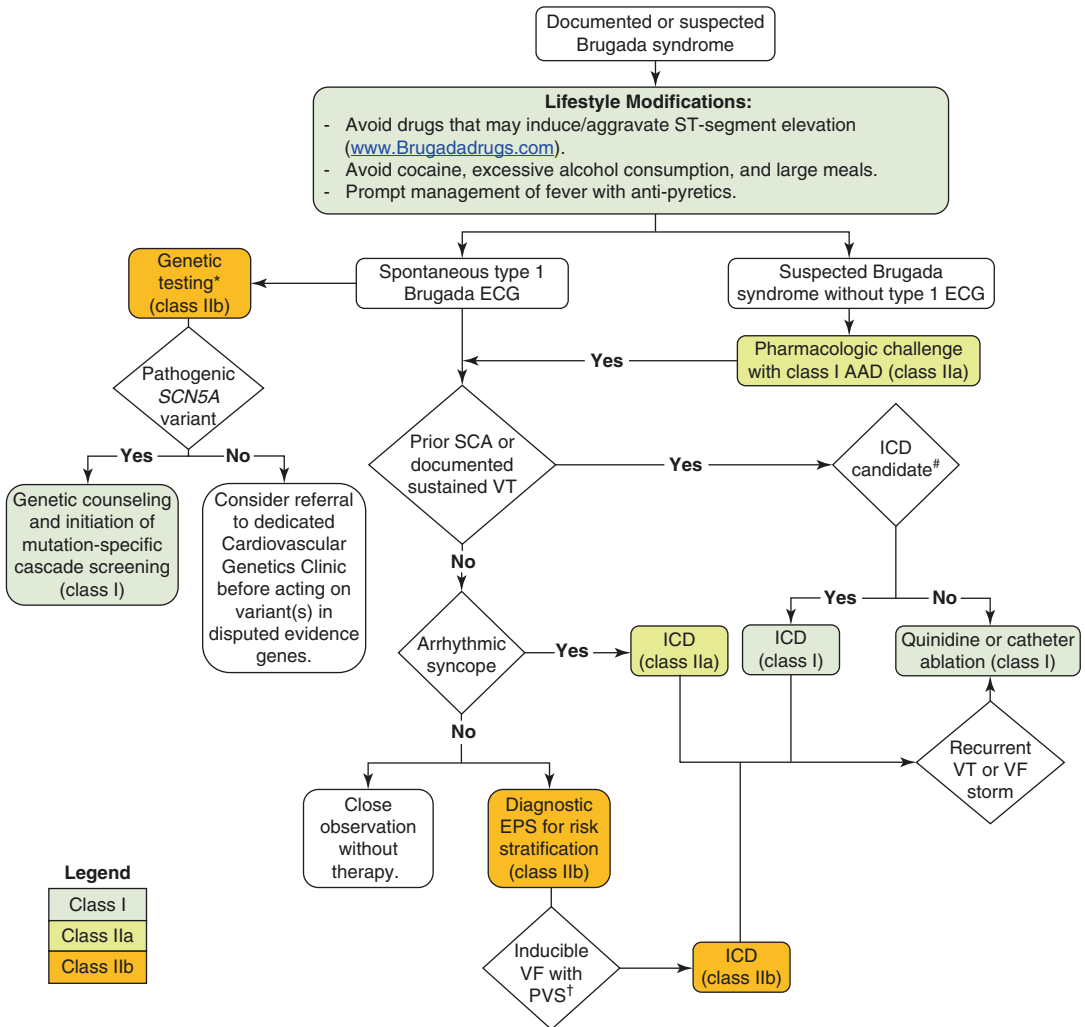 Documented or suspected
Brugada syndrome
Lifestyle Modifications:
- Avoid drugs that may induce/aggravate ST-segment elevation
(www.Brugadadrugs.com).
- Avoid cocaine, excessive alcohol consumption, and large meals.
- Prompt management of fever with anti-pyretics.
Genetic
testing*
(class IIb)
Spontaneous type 1
Brugada ECG
Suspected Brugada
syndrome without type 1 ECG
Yes
Pharmacologic challenge
with class I AAD (class IIa)
Pathogenic
SCN5A
variant
Yes
No
Genetic counseling
and initiation of
mutation-specific
cascade screening
(class I)
Consider referral
to dedicated
Cardiovascular
Genetics Clinic
before acting on
variant(s) in
disputed evidence
genes.
Prior SCA or
documented
sustained VT
Yes
ICD
candidate#
No
Yes
No
Arrhythmic
syncope
Yes
ICD
(class IIa)
ICD
(class I)
Quinidine or catheter
ablation (class I)
No
Recurrent
VT or VF
storm
Close
observation
without
therapy.
Diagnostic
EPS for risk
stratification
(class IIb)
Inducible
VF with
PVS†
ICD
(class IIb)
Legend
Class I
Class IIa
Class IIb